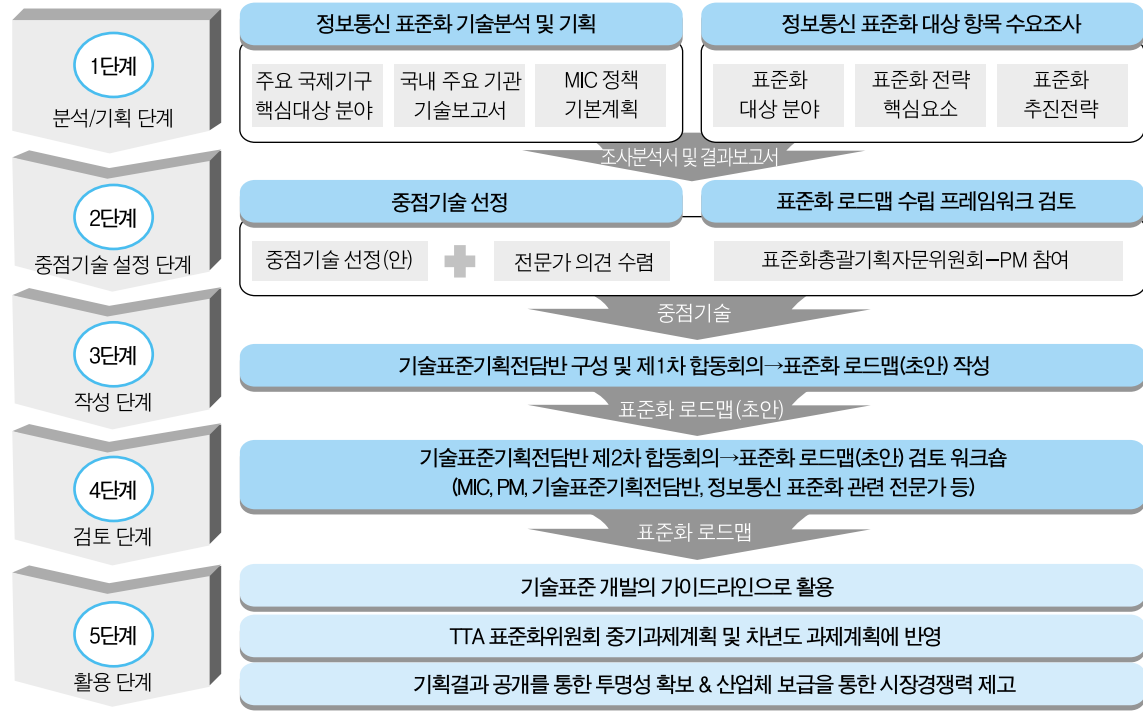 1단계
분석/기획 단계
정보통신 표준화 기술분석 및 기획
주요 국제기구
핵심대상 분야
국내 주요 기관
기술보고서
MIC 정책
기본계획
정보통신 표준화 대상 항목 수요조사
표준화
대상 분야
표준화 전략
핵심요소
표준화
추진전략
조사분석서 및 결과보고서
2단계
중점기술 설정 단계
중점기술 선정
중점기술 선정(안)
전문가 의견 수렴
표준화 로드맵 수립 프레임워크 검토
표준화총괄기획자문위원회-PM 참여
중점기술
3단계
작성 단계
기술표준기획전담반 구성 및 제1차 합동회의→표준화 로드맵(초안) 작성
표준화 로드맵(초안)
4단계
검토 단계
기술표준기획전담반 제2차 합동회의→표준화 로드맵(초안) 검토 워크숍
(MIC, PM, 기술표준기획전담반, 정보통신 표준화 관련 전문가 등)
표준화 로드맵
5단계
활용 단계
기술표준 개발의 가이드라인으로 활용
TTA 표준화위원회 중기과제계획 및 차년도 과제계획에 반영
기획결과 공개를 통한 투명성 확보 & 산업체 보급을 통한 시장경쟁력 제고